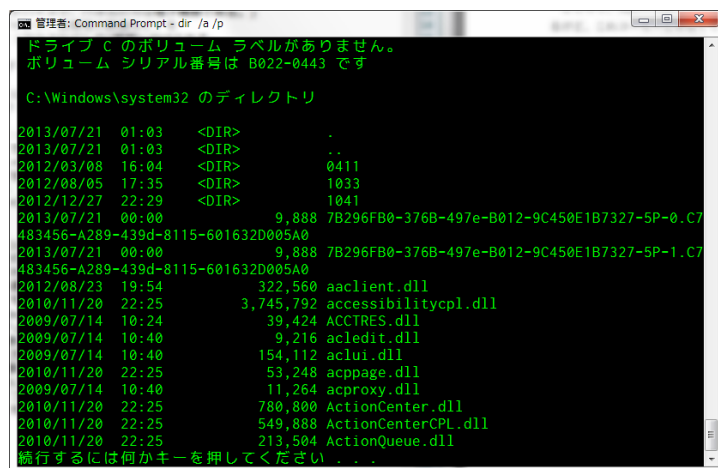 管理者: Command Prompt - dir /a /p
ドライブ C のボリューム ラベルがありません。
ボリューム シリアル番号は B022-0443 です
C:\Windows\system32 のディレクトリ
2013/07/21  01:03    <DIR>          .
2013/07/21  01:03    <DIR>          ..
2012/03/08  16:04    <DIR>          0411
2012/08/05  17:35    <DIR>          1033
2012/12/27  22:29    <DIR>          1041
2013/07/21  00:00             9,888 7B296FB0-376B-497e-B012-9C450E1B7327-5P-0.C7
483456-A289-439d-8115-601632D005A0
2013/07/21  00:00             9,888 7B296FB0-376B-497e-B012-9C450E1B7327-5P-1.C7
483456-A289-439d-8115-601632D005A0
2012/08/23  19:54           322,560 aaclient.dll
2010/11/20  22:25         3,745,792 accessibilitycpl.dll
2009/07/14  10:24            39,424 ACCTRES.dll
2009/07/14  10:40             9,216 acledit.dll
2009/07/14  10:40           154,112 aclui.dll
2010/11/20  22:25            53,248 acppage.dll
2009/07/14  10:40            11,264 acproxy.dll
2010/11/20  22:25           780,800 ActionCenter.dll
2010/11/20  22:25           549,888 ActionCenterCPL.dll
2010/11/20  22:25           213,504 ActionQueue.dll
続行するには何かキーを押してください . . .